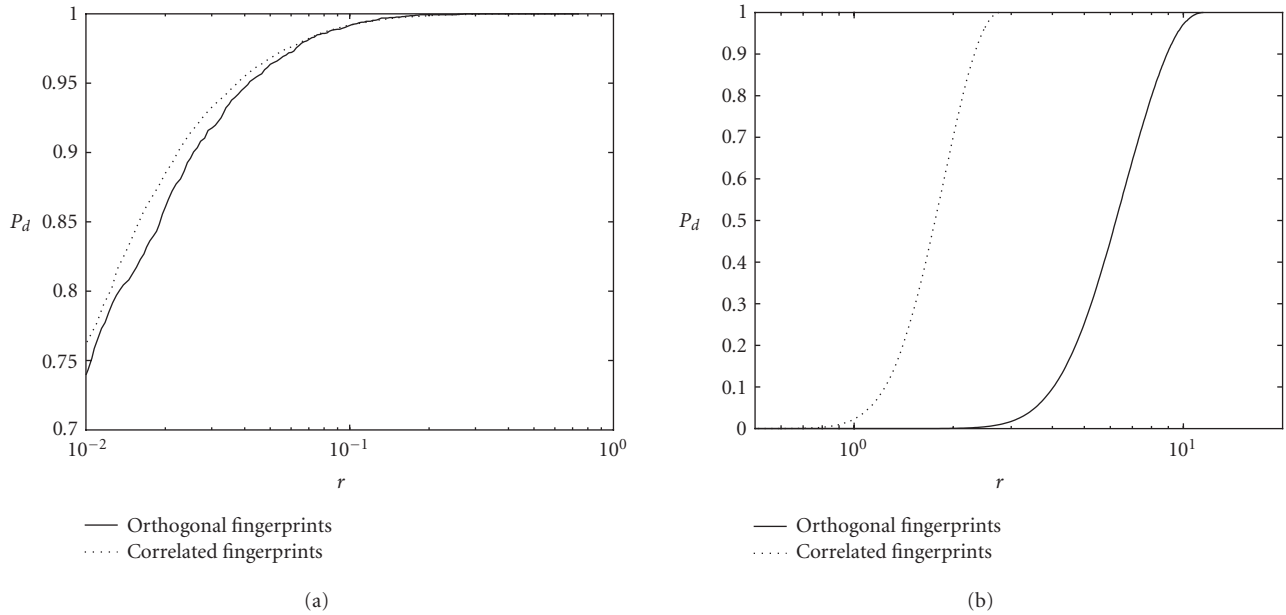 1
0.95
0.9
0.85
0.8
0.75
0.7
P_d
10^{-2}
10^{-1}
10^{0}
r
Orthogonal fingerprints
Correlated fingerprints
(a)
1
0.9
0.8
0.7
0.6
0.5
0.4
0.3
0.2
0.1
0
P_d
10^{0}
10^{1}
r
Orthogonal fingerprints
Correlated fingerprints
(b)